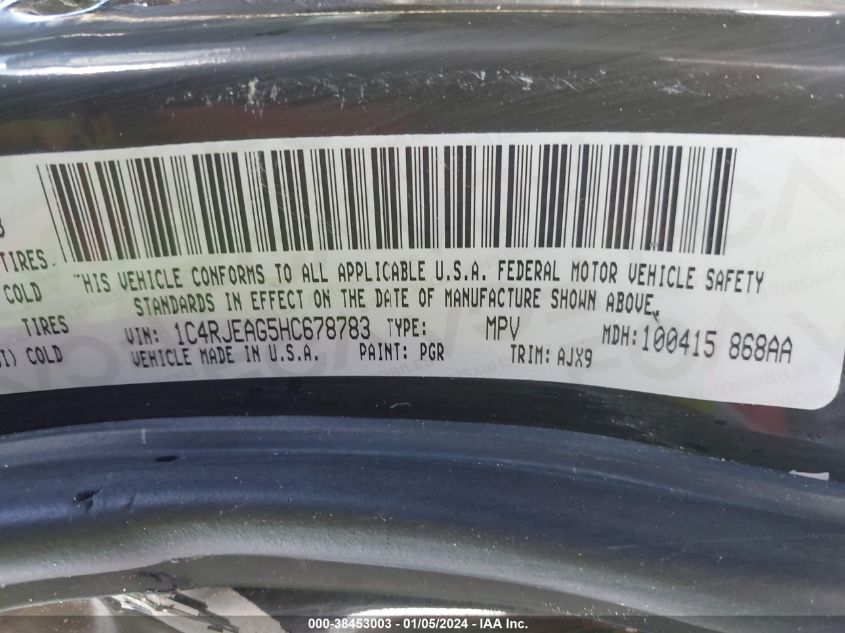 TIRES
COLD
TIRES
COLD
HIS VEHICLE CONFORMS TO ALL APPLICABLE U.S.A. FEDERAL MOTOR VEHICLE SAFETY
STANDARDS IN EFFECT ON THE DATE OF MANUFACTURE SHOWN ABOVE.
VIN: 1C4RJEAG5HC678783 TYPE: MPV MDH:100415 868AA
VEHICLE MADE IN U.S.A. PAINT: PGR TRIM: AJX9
000-38453003 - 01/05/2024 - IAA Inc.